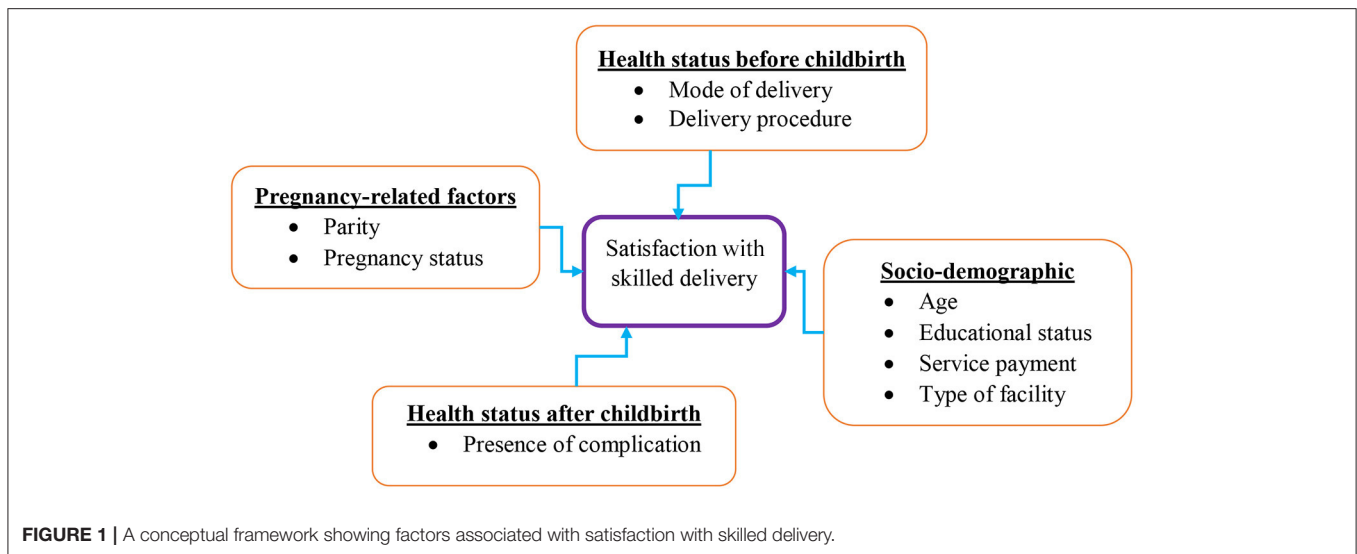 Health status before childbirth
• Mode of delivery
• Delivery procedure
Pregnancy-related factors
• Parity
• Pregnancy status
Satisfaction with
skilled delivery
Socio-demographic
• Age
• Educational status
• Service payment
• Type of facility
Health status after childbirth
• Presence of complication
FIGURE 1 | A conceptual framework showing factors associated with satisfaction with skilled delivery.